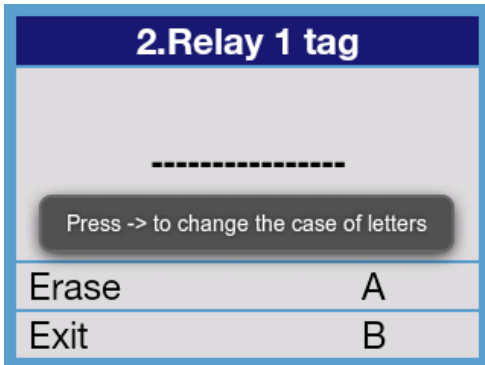 2.Relay 1 tag
----------------
Press -> to change the case of letters
Erase A
Exit B